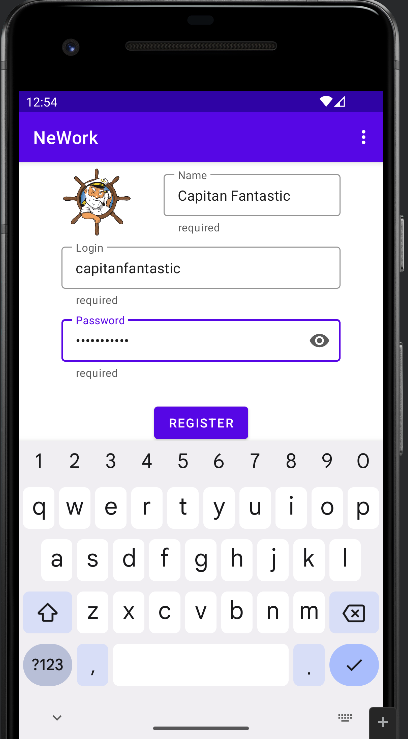 12:54
NeWork
Name
Capitan Fantastic
required
Login
capitanfantastic
required
Password
•••••••••••
required
REGISTER
1 2 3 4 5 6 7 8 9 0
q w e r t y u i o p
a s d f g h j k l
z x c v b n m
?123 , .